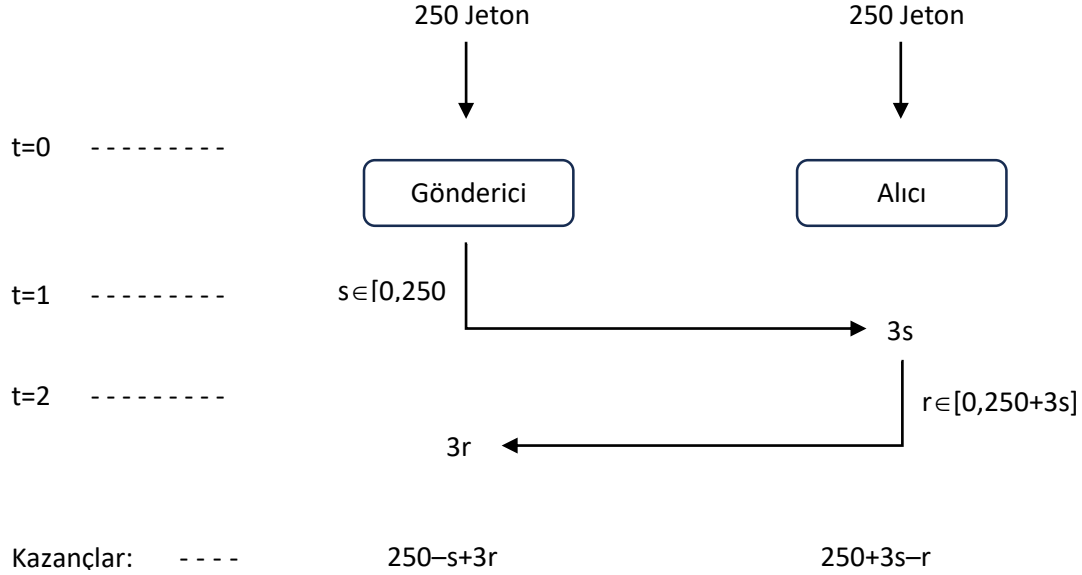 250 Jeton 250 Jeton
t=0 - - - - - - - - -
Gönderici Alıcı
t=1 - - - - - - - - - s∈[0,250
3s
t=2 - - - - - - - - - r∈[0,250+3s]
3r
Kazançlar: - - - - 250–s+3r 250+3s–r